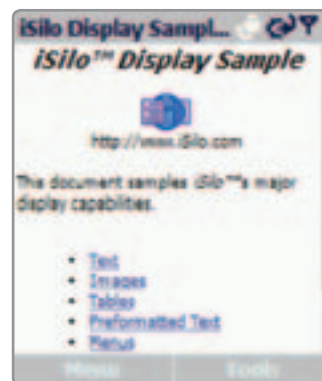 iSilo Display Sampl...
iSilo™ Display Sample
http://www.iSilo.com
This document samples iSilo™'s major
display capabilities.
• Text
• Images
• Tables
• Preformatted Text
• Menus
Menu Tools